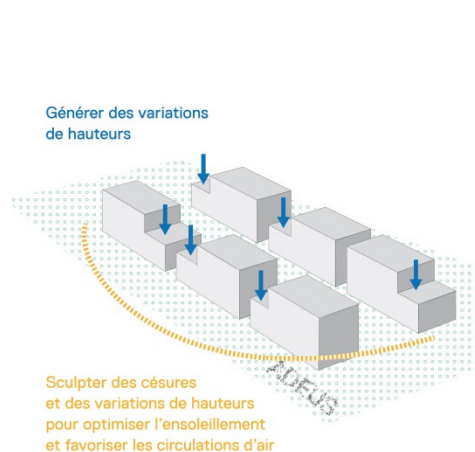 Générer des variations
de hauteurs
ADEUS
Sculpter des césures
et des variations de hauteurs
pour optimiser l'ensoleillement
et favoriser les circulations d'air